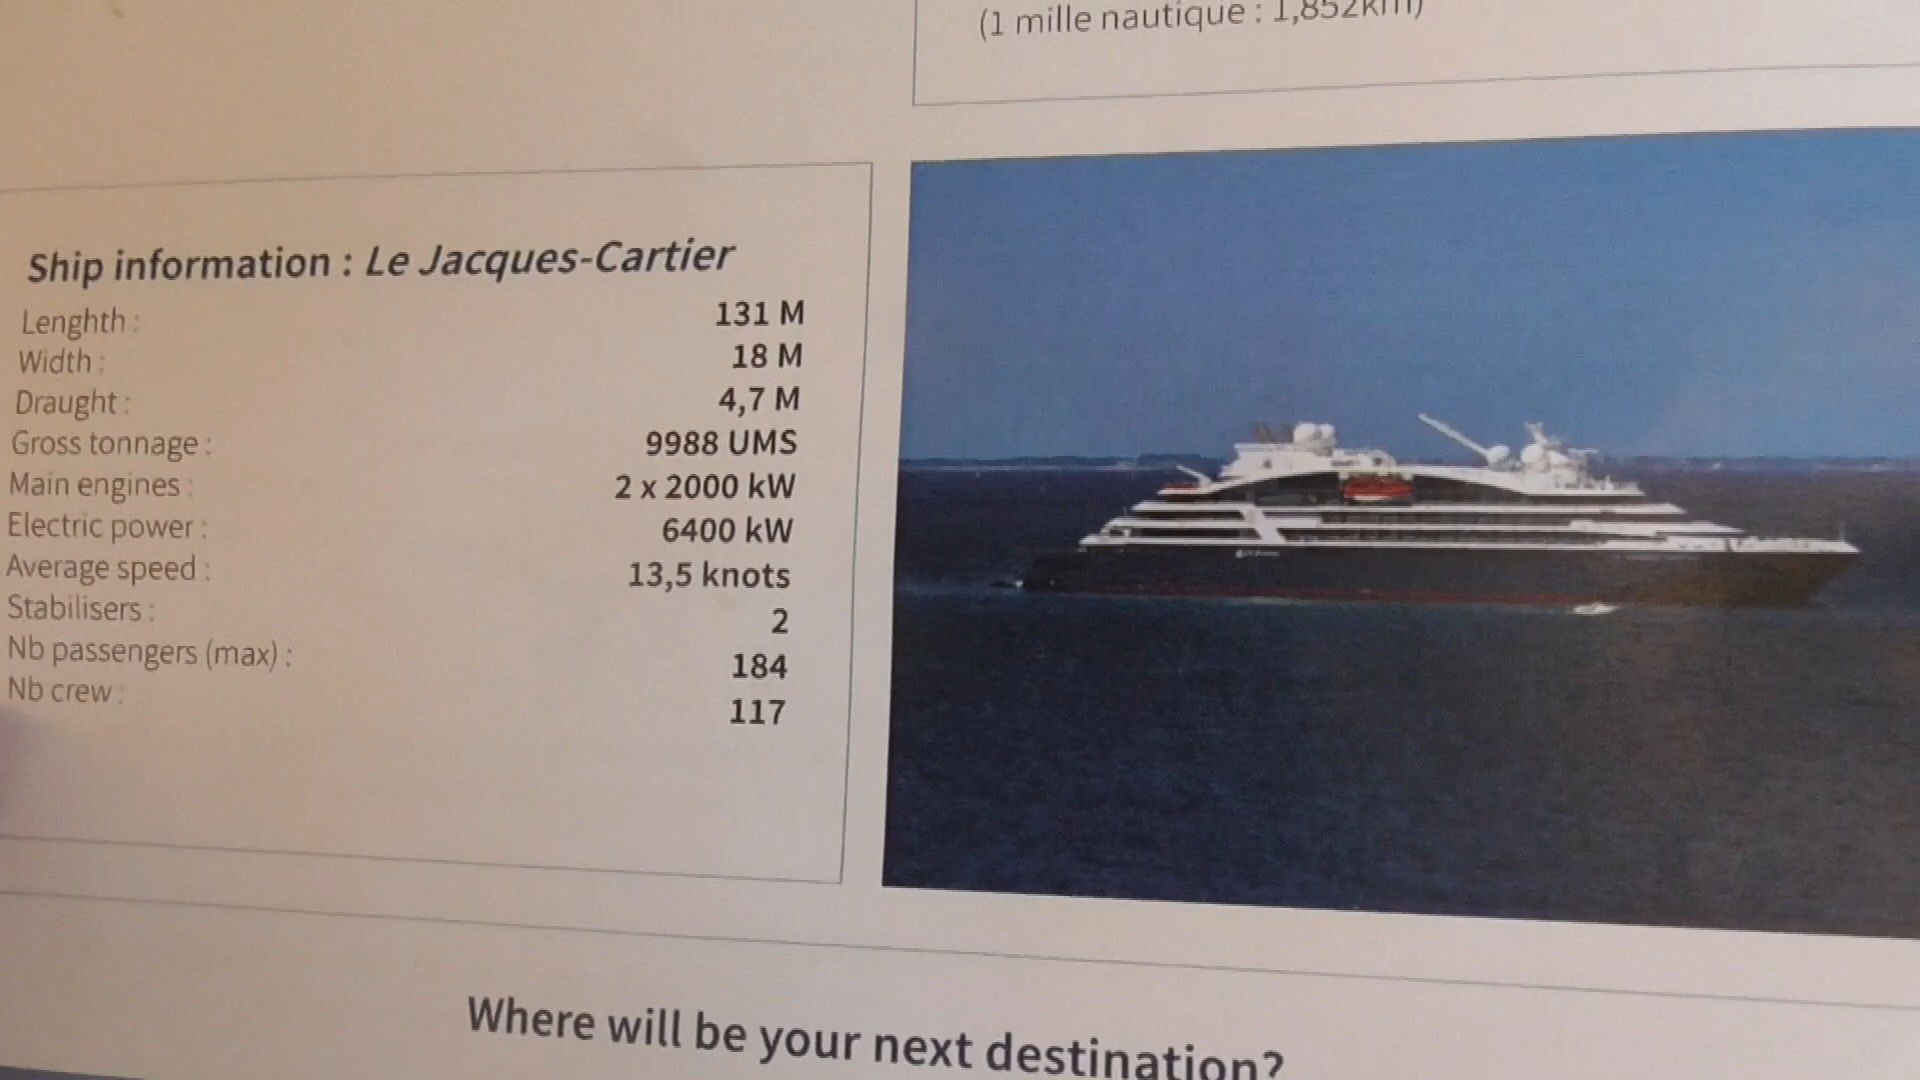 (1 mille nautique : 1,852km)
Ship information : Le Jacques-Cartier
Lenghth : 131 M
Width : 18 M
Draught : 4,7 M
Gross tonnage : 9988 UMS
Main engines : 2 x 2000 kW
Electric power : 6400 kW
Average speed : 13,5 knots
Stabilisers : 2
Nb passengers (max) : 184
Nb crew : 117
Where will be your next destination?